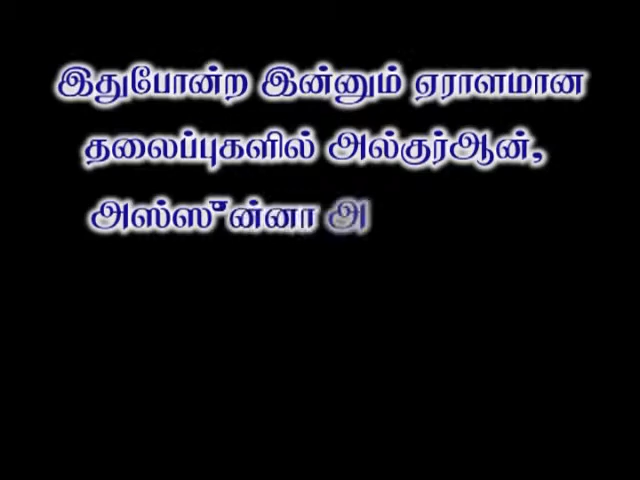 இதுபோன்ற இன்னும் ஏராளமான
தலைப்புகளில் அல்குர்ஆன்,
அஸ்ஸுன்னா அ